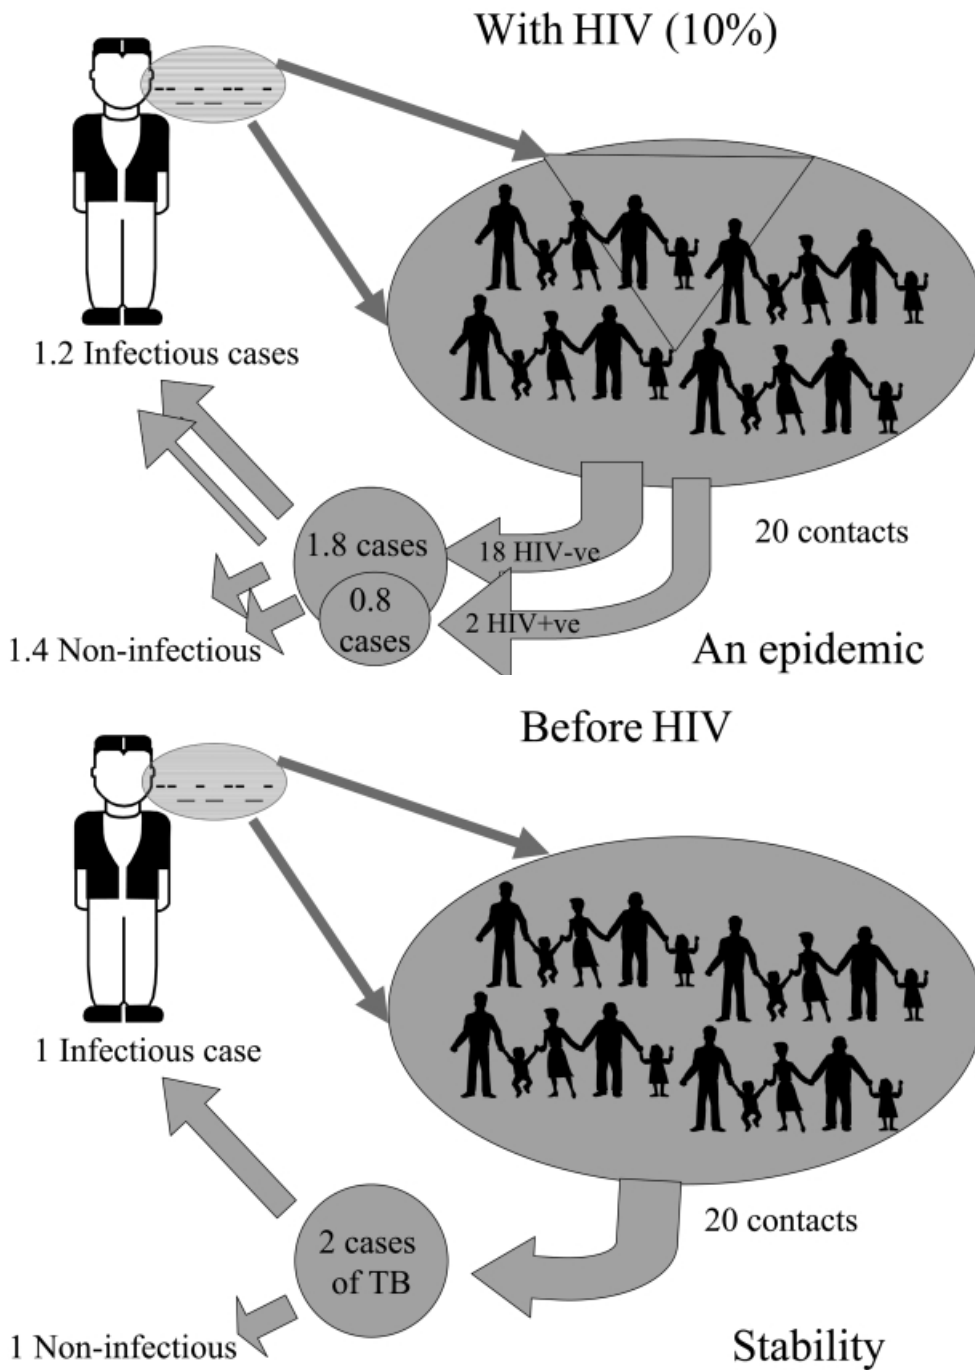 With HIV (10%)
1.2 Infectious cases
20 contacts
1.8 cases
18 HIV-ve
0.8
cases
2 HIV+ve
1.4 Non-infectious
An epidemic
Before HIV
1 Infectious case
20 contacts
2 cases
of TB
1 Non-infectious
Stability